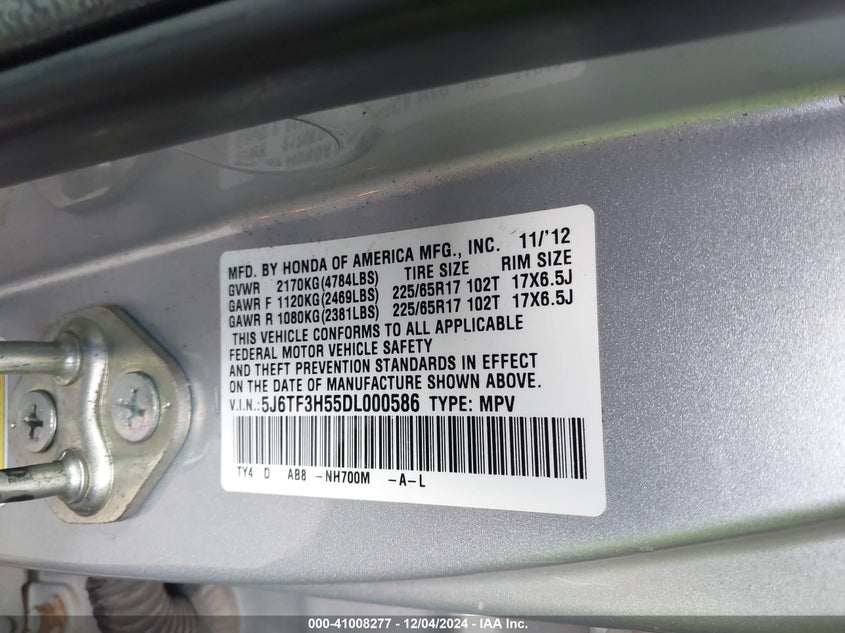 MFD. BY HONDA OF AMERICA MFG., INC. 11/'12
GVWR 2170KG(4784LBS) TIRE SIZE RIM SIZE
GAWR F 1120KG(2469LBS) 225/65R17 102T 17X6.5J
GAWR R 1080KG(2381LBS) 225/65R17 102T 17X6.5J
THIS VEHICLE CONFORMS TO ALL APPLICABLE
FEDERAL MOTOR VEHICLE SAFETY
AND THEFT PREVENTION STANDARDS IN EFFECT
ON THE DATE OF MANUFACTURE SHOWN ABOVE.
V.I.N.:5J6TF3H55DL000586 TYPE: MPV
TY4 D AB8 -NH700M -A-L
000-41008277 - 12/04/2024 - IAA Inc.